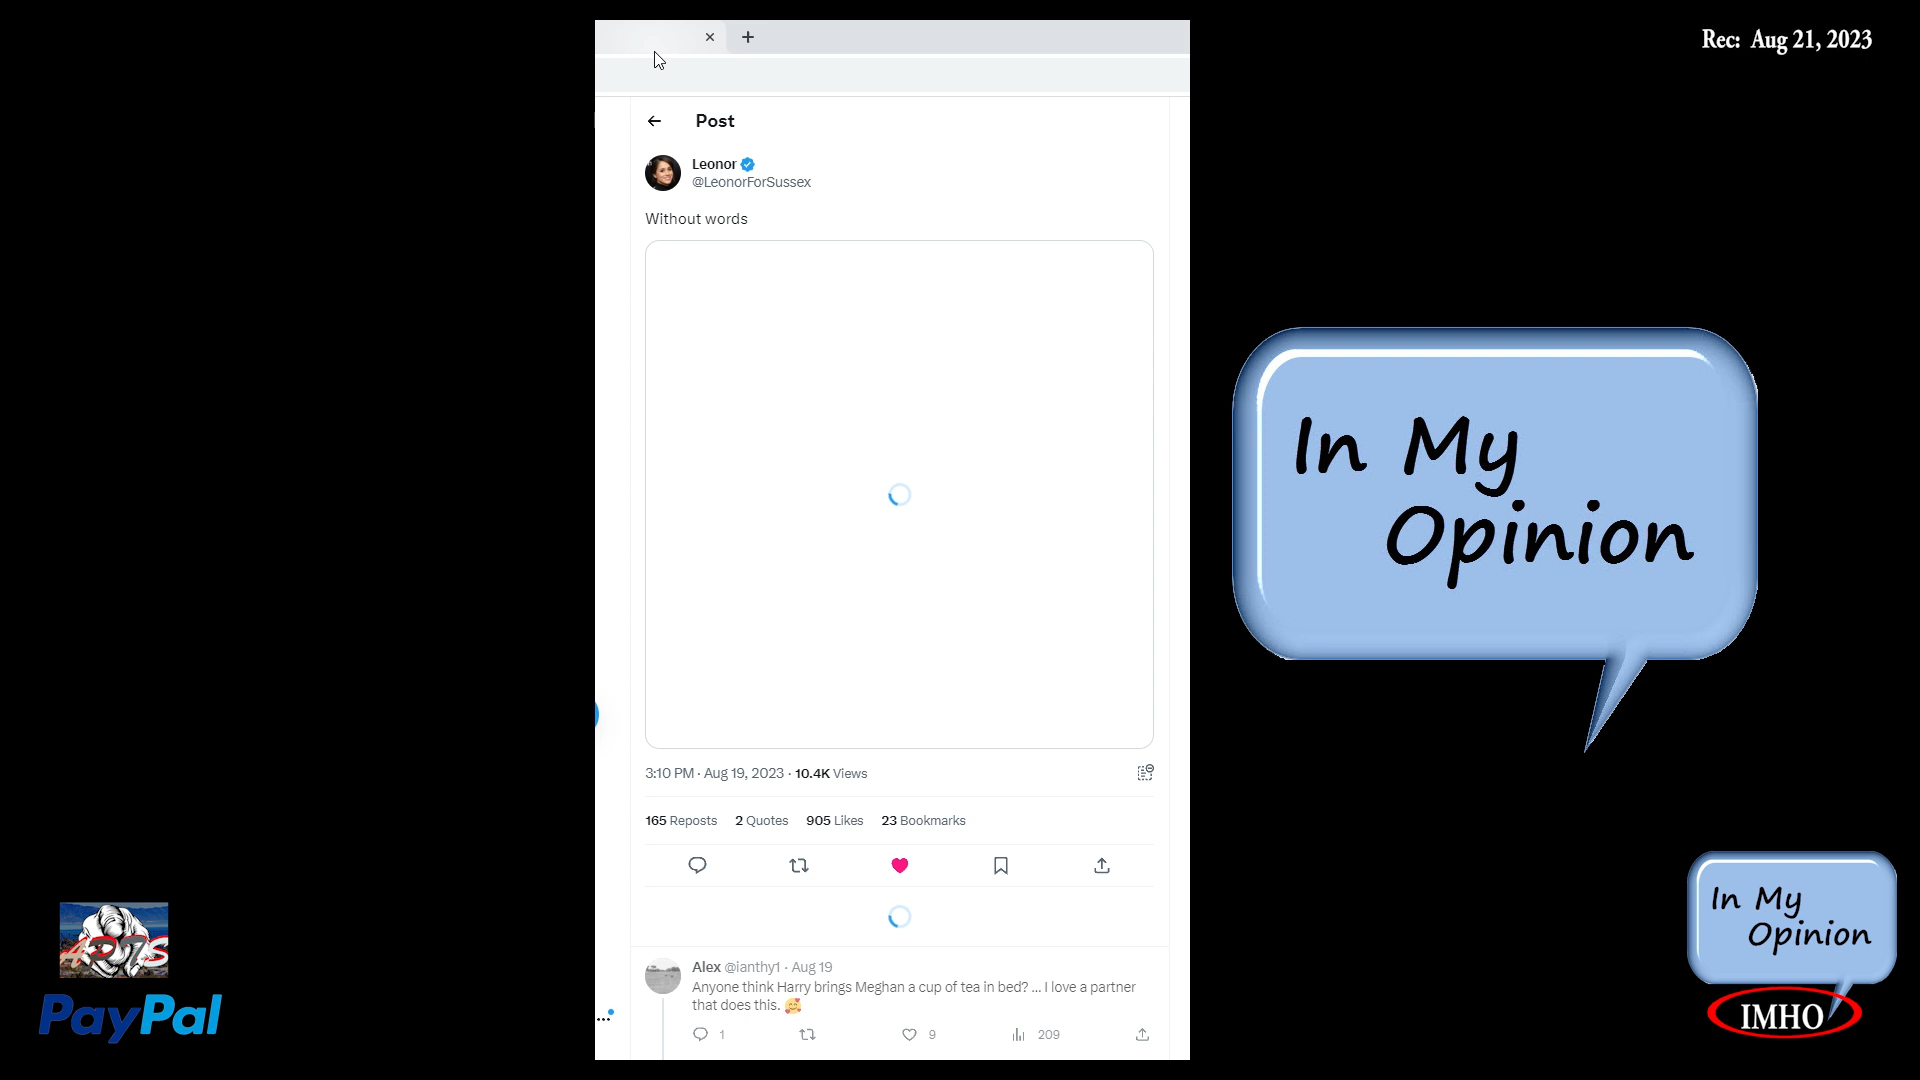 Rec: Aug 21, 2023
Post
Leonor
@LeonorForSussex
Without words
3:10 PM · Aug 19, 2023 · 10.4K Views
165 Reposts 2 Quotes 905 Likes 23 Bookmarks
Alex @ianthy1 · Aug 19
Anyone think Harry brings Meghan a cup of tea in bed? ... I love a partner
that does this. 🥰
1 9 209
In My
Opinion
In My
Opinion
IMHO
PayPal